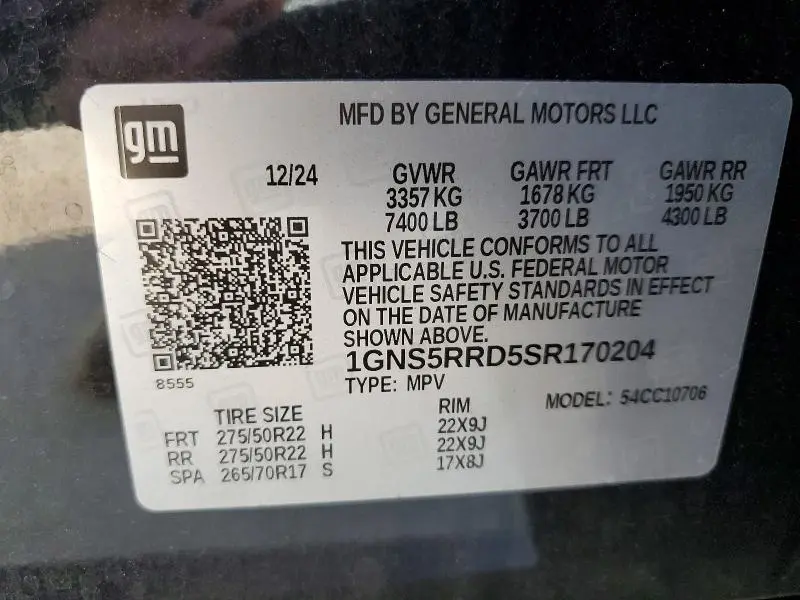 gm
MFD BY GENERAL MOTORS LLC
12/24 GVWR GAWR FRT GAWR RR
3357 KG 1678 KG 1950 KG
7400 LB 3700 LB 4300 LB
THIS VEHICLE CONFORMS TO ALL
APPLICABLE U.S. FEDERAL MOTOR
VEHICLE SAFETY STANDARDS IN EFFECT
ON THE DATE OF MANUFACTURE
SHOWN ABOVE.
1GNS5RRD5SR170204
8555
TYPE: MPV
MODEL: 54CC10706
TIRE SIZE RIM
FRT 275/50R22 H 22X9J
RR 275/50R22 H 22X9J
SPA 265/70R17 S 17X8J